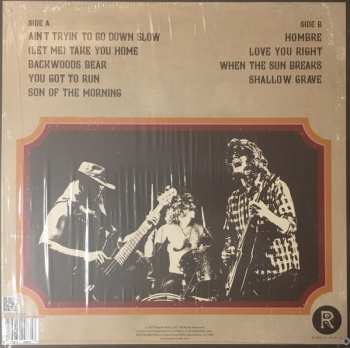 SIDE A
AIN'T TRYIN' TO GO DOWN SLOW
(LET ME) TAKE YOU HOME
BACKWOODS BEAR
YOU GOT TO RUN
SON OF THE MORNING
SIDE B
HOMBRE
LOVE YOU RIGHT
WHEN THE SUN BREAKS
SHALLOW GRAVE
R